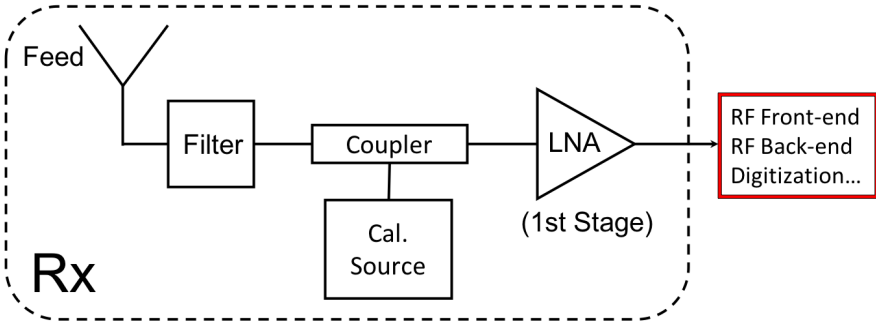 Feed
Filter
Coupler
LNA
RF Front-end
RF Back-end
Digitization...
(1st Stage)
Cal.
Source
Rx